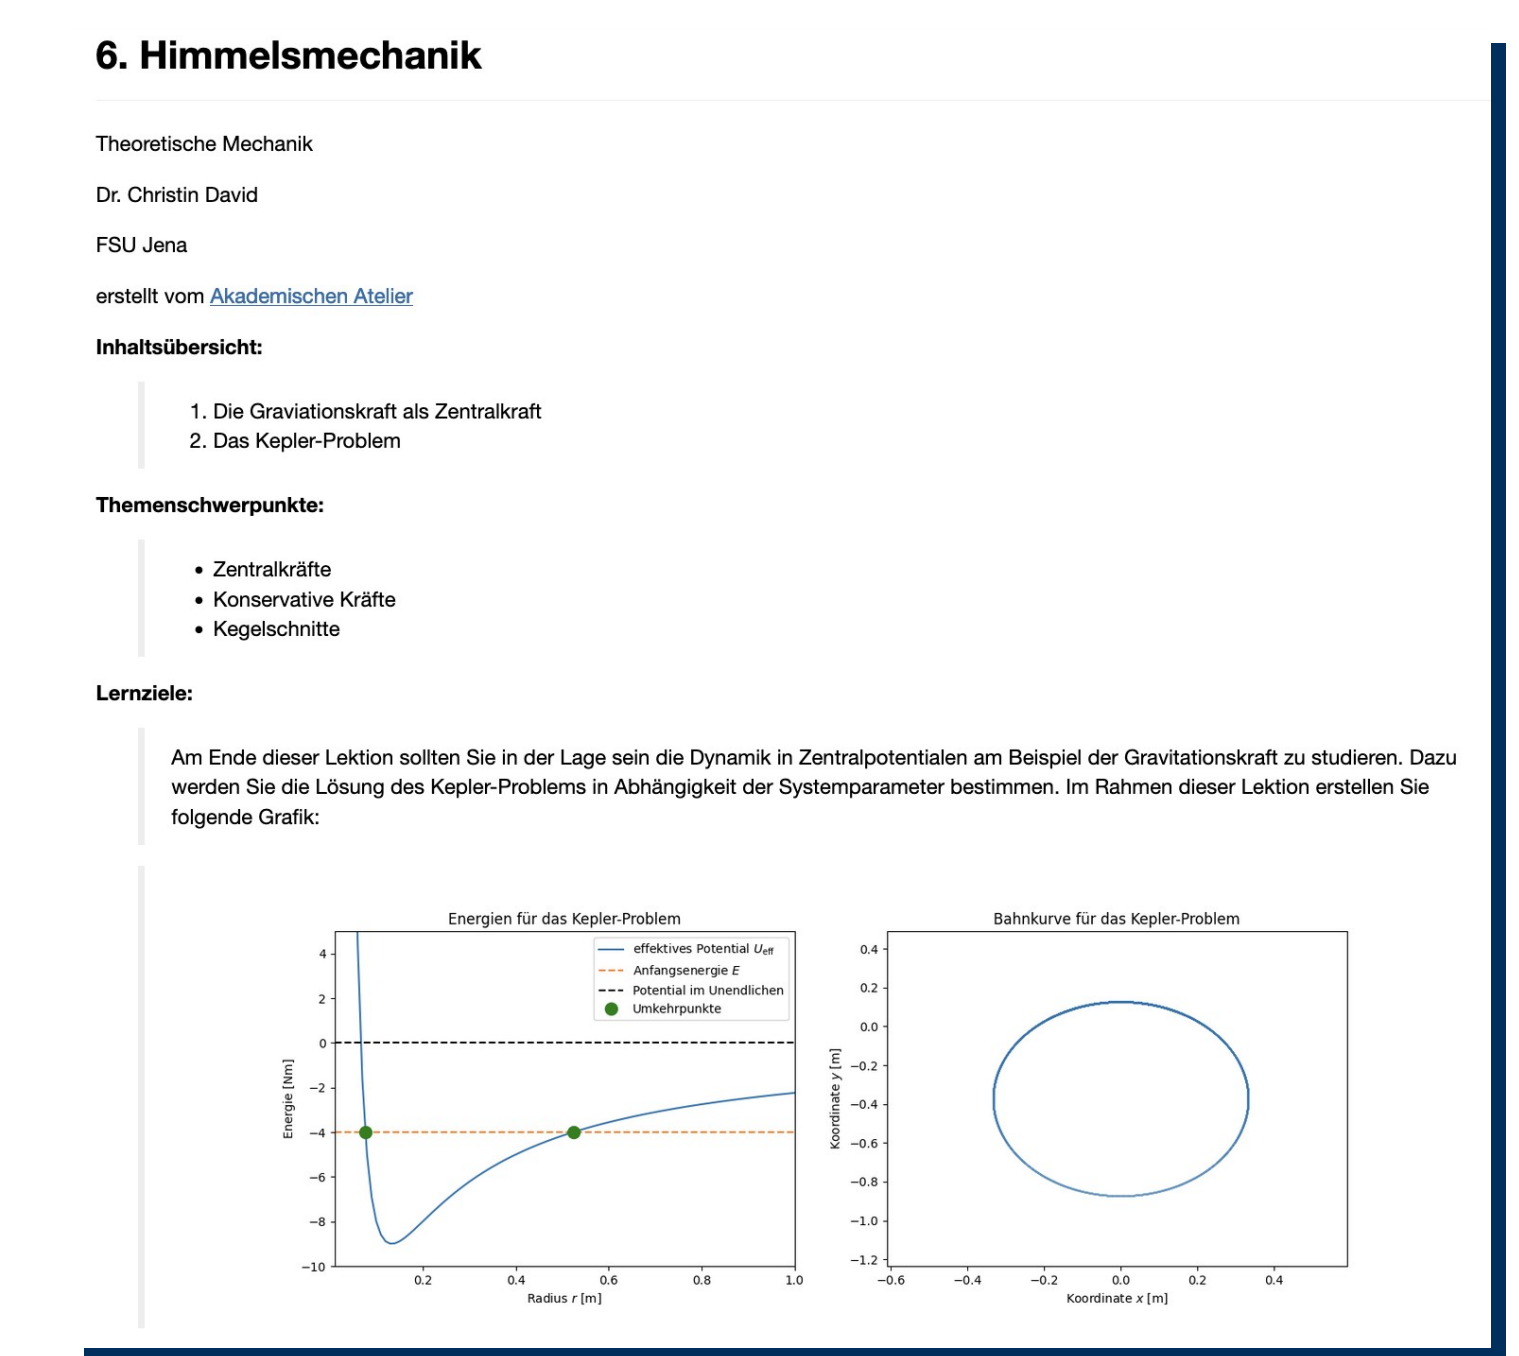 6. Himmelsmechanik
Theoretische Mechanik
Dr. Christin David
FSU Jena
erstellt vom Akademischen Atelier
Inhaltsübersicht:
1. Die Graviationskraft als Zentralkraft
2. Das Kepler-Problem
Themenschwerpunkte:
• Zentralkräfte
• Konservative Kräfte
• Kegelschnitte
Lernziele:
Am Ende dieser Lektion sollten Sie in der Lage sein die Dynamik in Zentralpotentialen am Beispiel der Gravitationskraft zu studieren. Dazu
werden Sie die Lösung des Kepler-Problems in Abhängigkeit der Systemparameter bestimmen. Im Rahmen dieser Lektion erstellen Sie
folgende Grafik:
Energien für das Kepler-Problem
effektives Potential U_eff
Anfangsenergie E
Potential im Unendlichen
Umkehrpunkte
Energie [Nm]
4
2
0
−2
−4
−6
−8
−10
0.2 0.4 0.6 0.8 1.0
Radius r [m]
Bahnkurve für das Kepler-Problem
Koordinate y [m]
0.4
0.2
0.0
−0.2
−0.4
−0.6
−0.8
−1.0
−1.2
−0.6 −0.4 −0.2 0.0 0.2 0.4
Koordinate x [m]